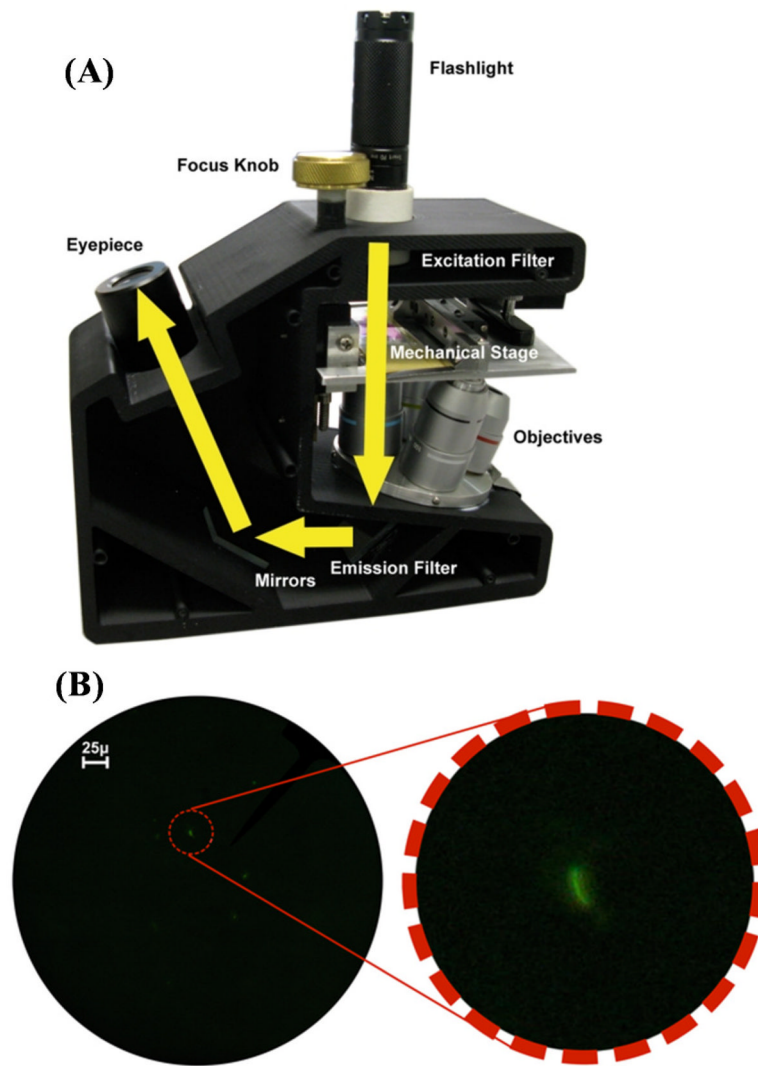 (A)
Flashlight
Focus Knob
Eyepiece
Excitation Filter
Mechanical Stage
Objectives
Mirrors
Emission Filter
(B)
25µ